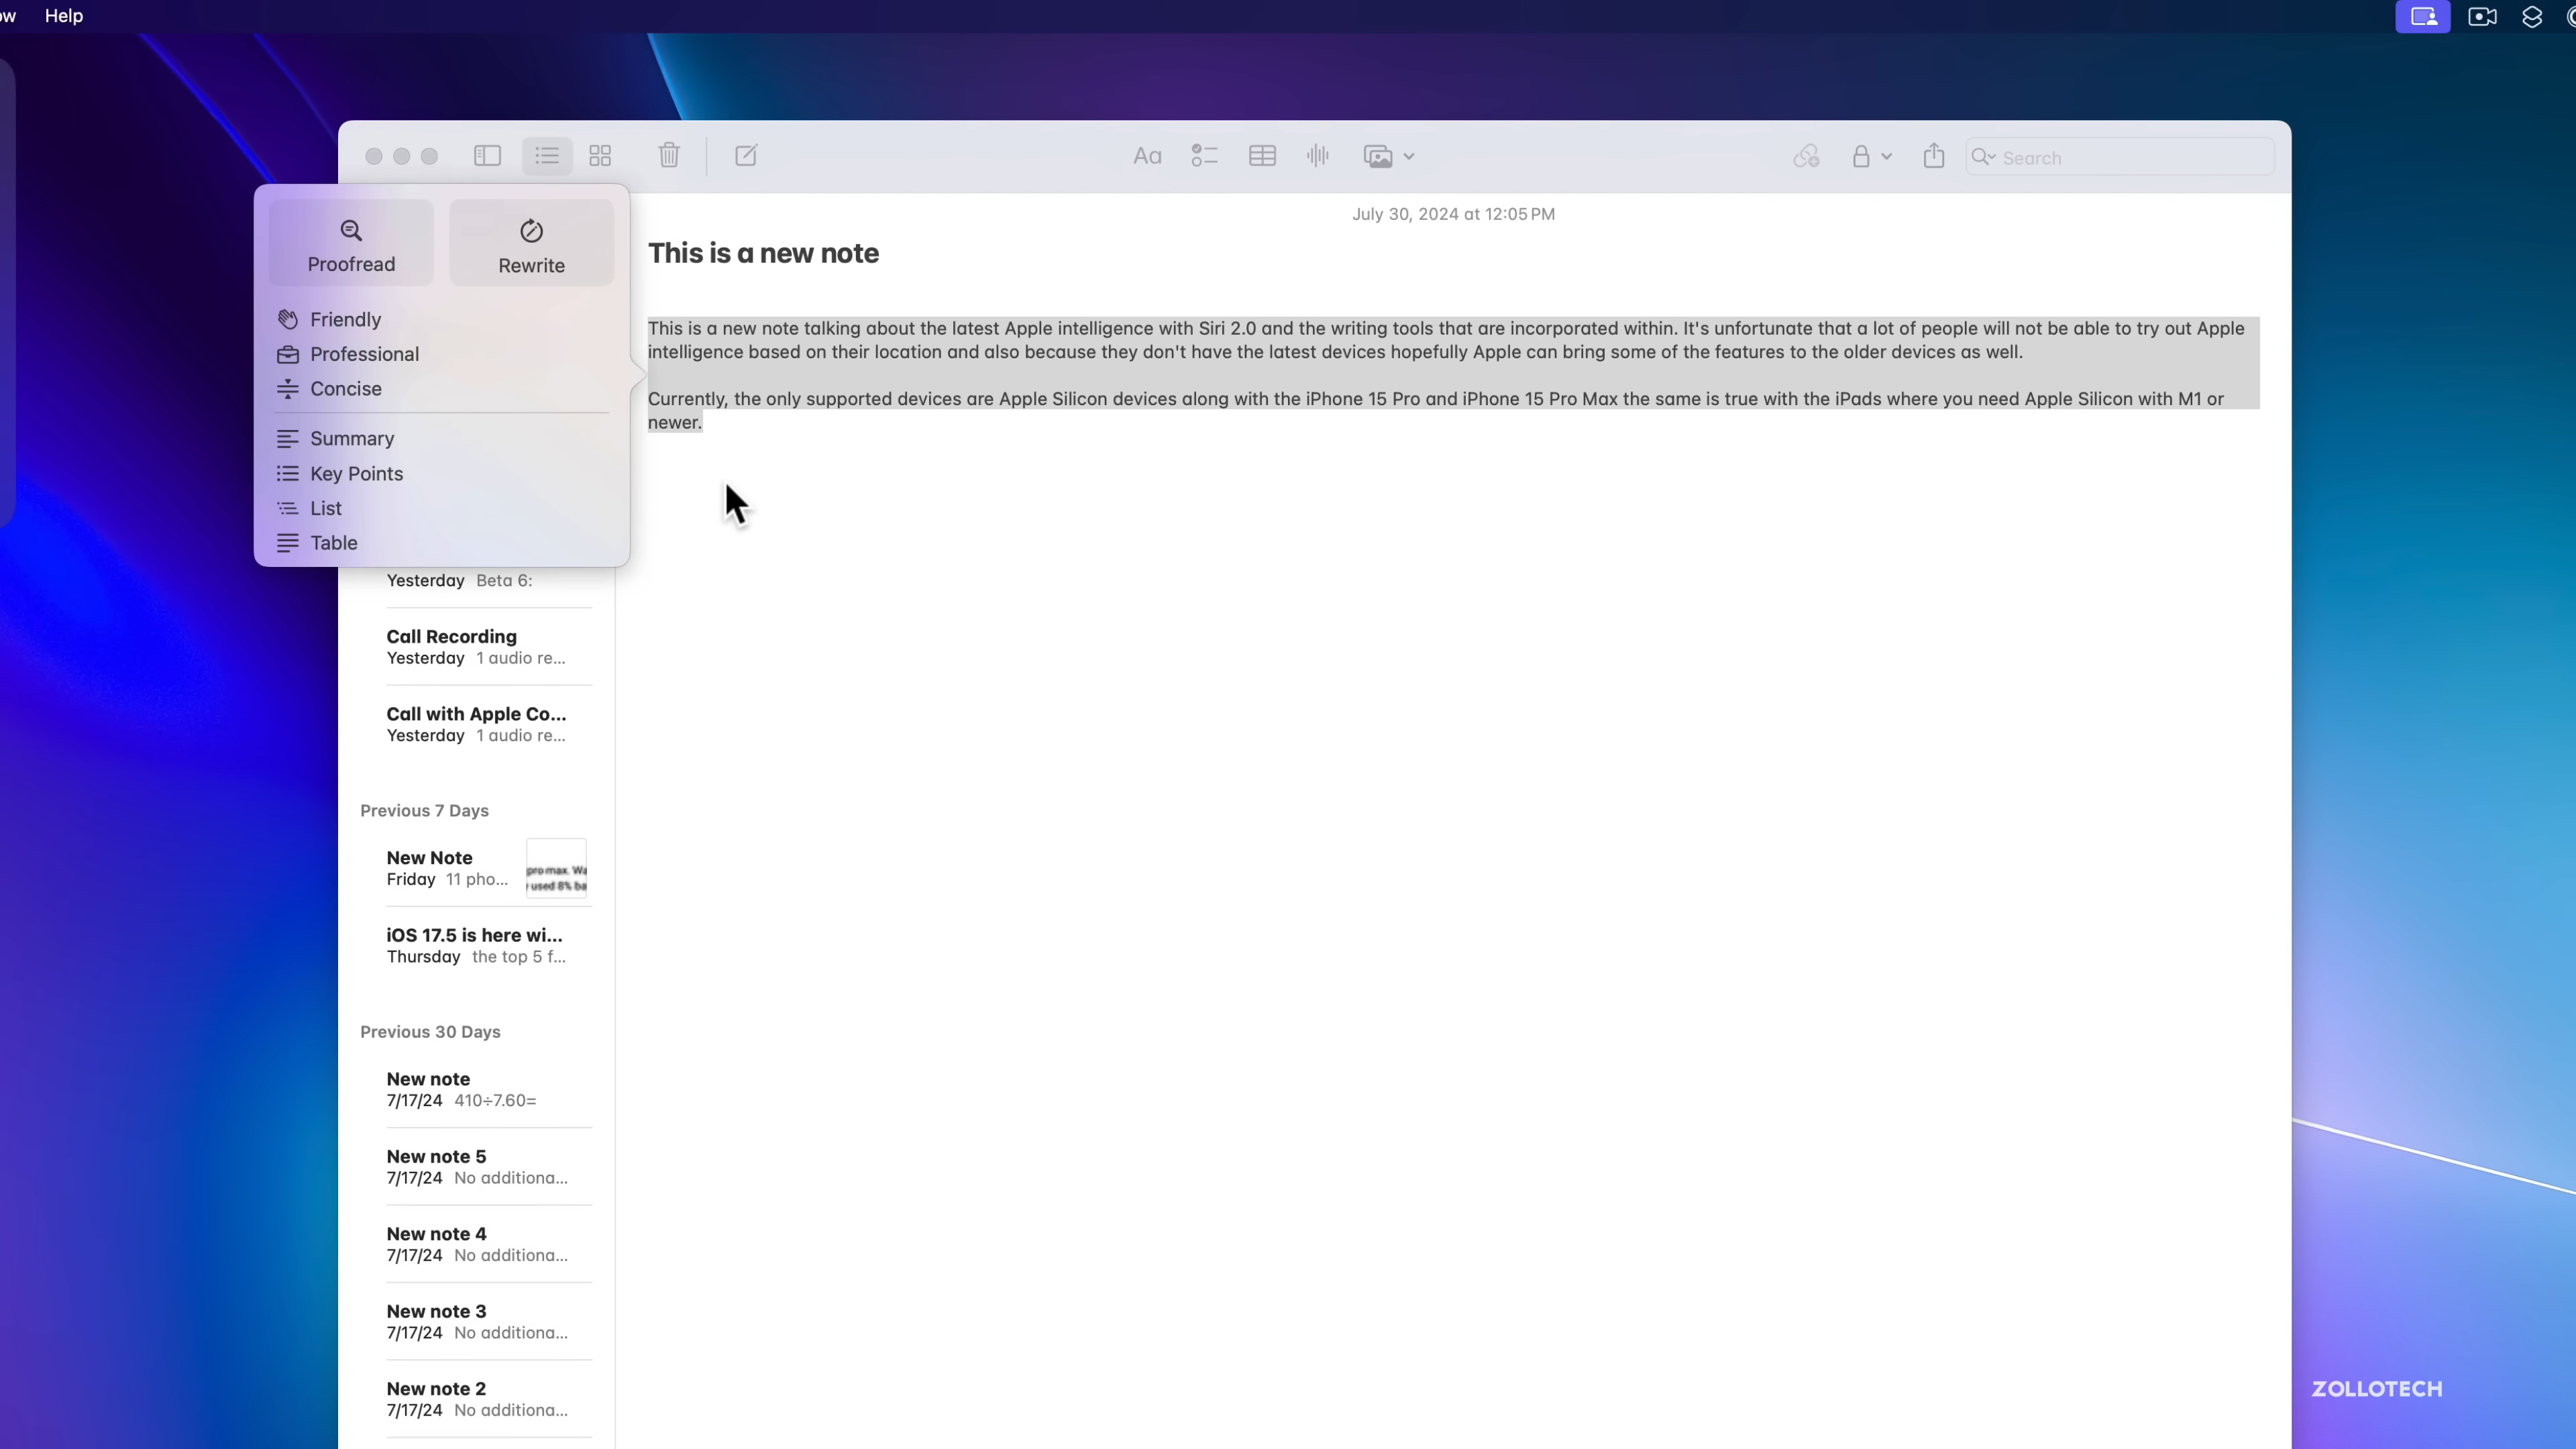 Help
Search
July 30, 2024 at 12:05 PM
This is a new note
This is a new note talking about the latest Apple intelligence with Siri 2.0 and the writing tools that are incorporated within. It's unfortunate that a lot of people will not be able to try out Apple
intelligence based on their location and also because they don't have the latest devices hopefully Apple can bring some of the features to the older devices as well.
Currently, the only supported devices are Apple Silicon devices along with the iPhone 15 Pro and iPhone 15 Pro Max the same is true with the iPads where you need Apple Silicon with M1 or
newer.
Proofread
Rewrite
Friendly
Professional
Concise
Summary
Key Points
List
Table
Yesterday Beta 6:
Call Recording
Yesterday 1 audio re...
Call with Apple Co...
Yesterday 1 audio re...
Previous 7 Days
New Note
Friday 11 pho...
pro max. Wa
used 8% ba
iOS 17.5 is here wi...
Thursday the top 5 f...
Previous 30 Days
New note
7/17/24 410÷7.60=
New note 5
7/17/24 No additiona...
New note 4
7/17/24 No additiona...
New note 3
7/17/24 No additiona...
New note 2
7/17/24 No additiona...
ZOLLOTECH